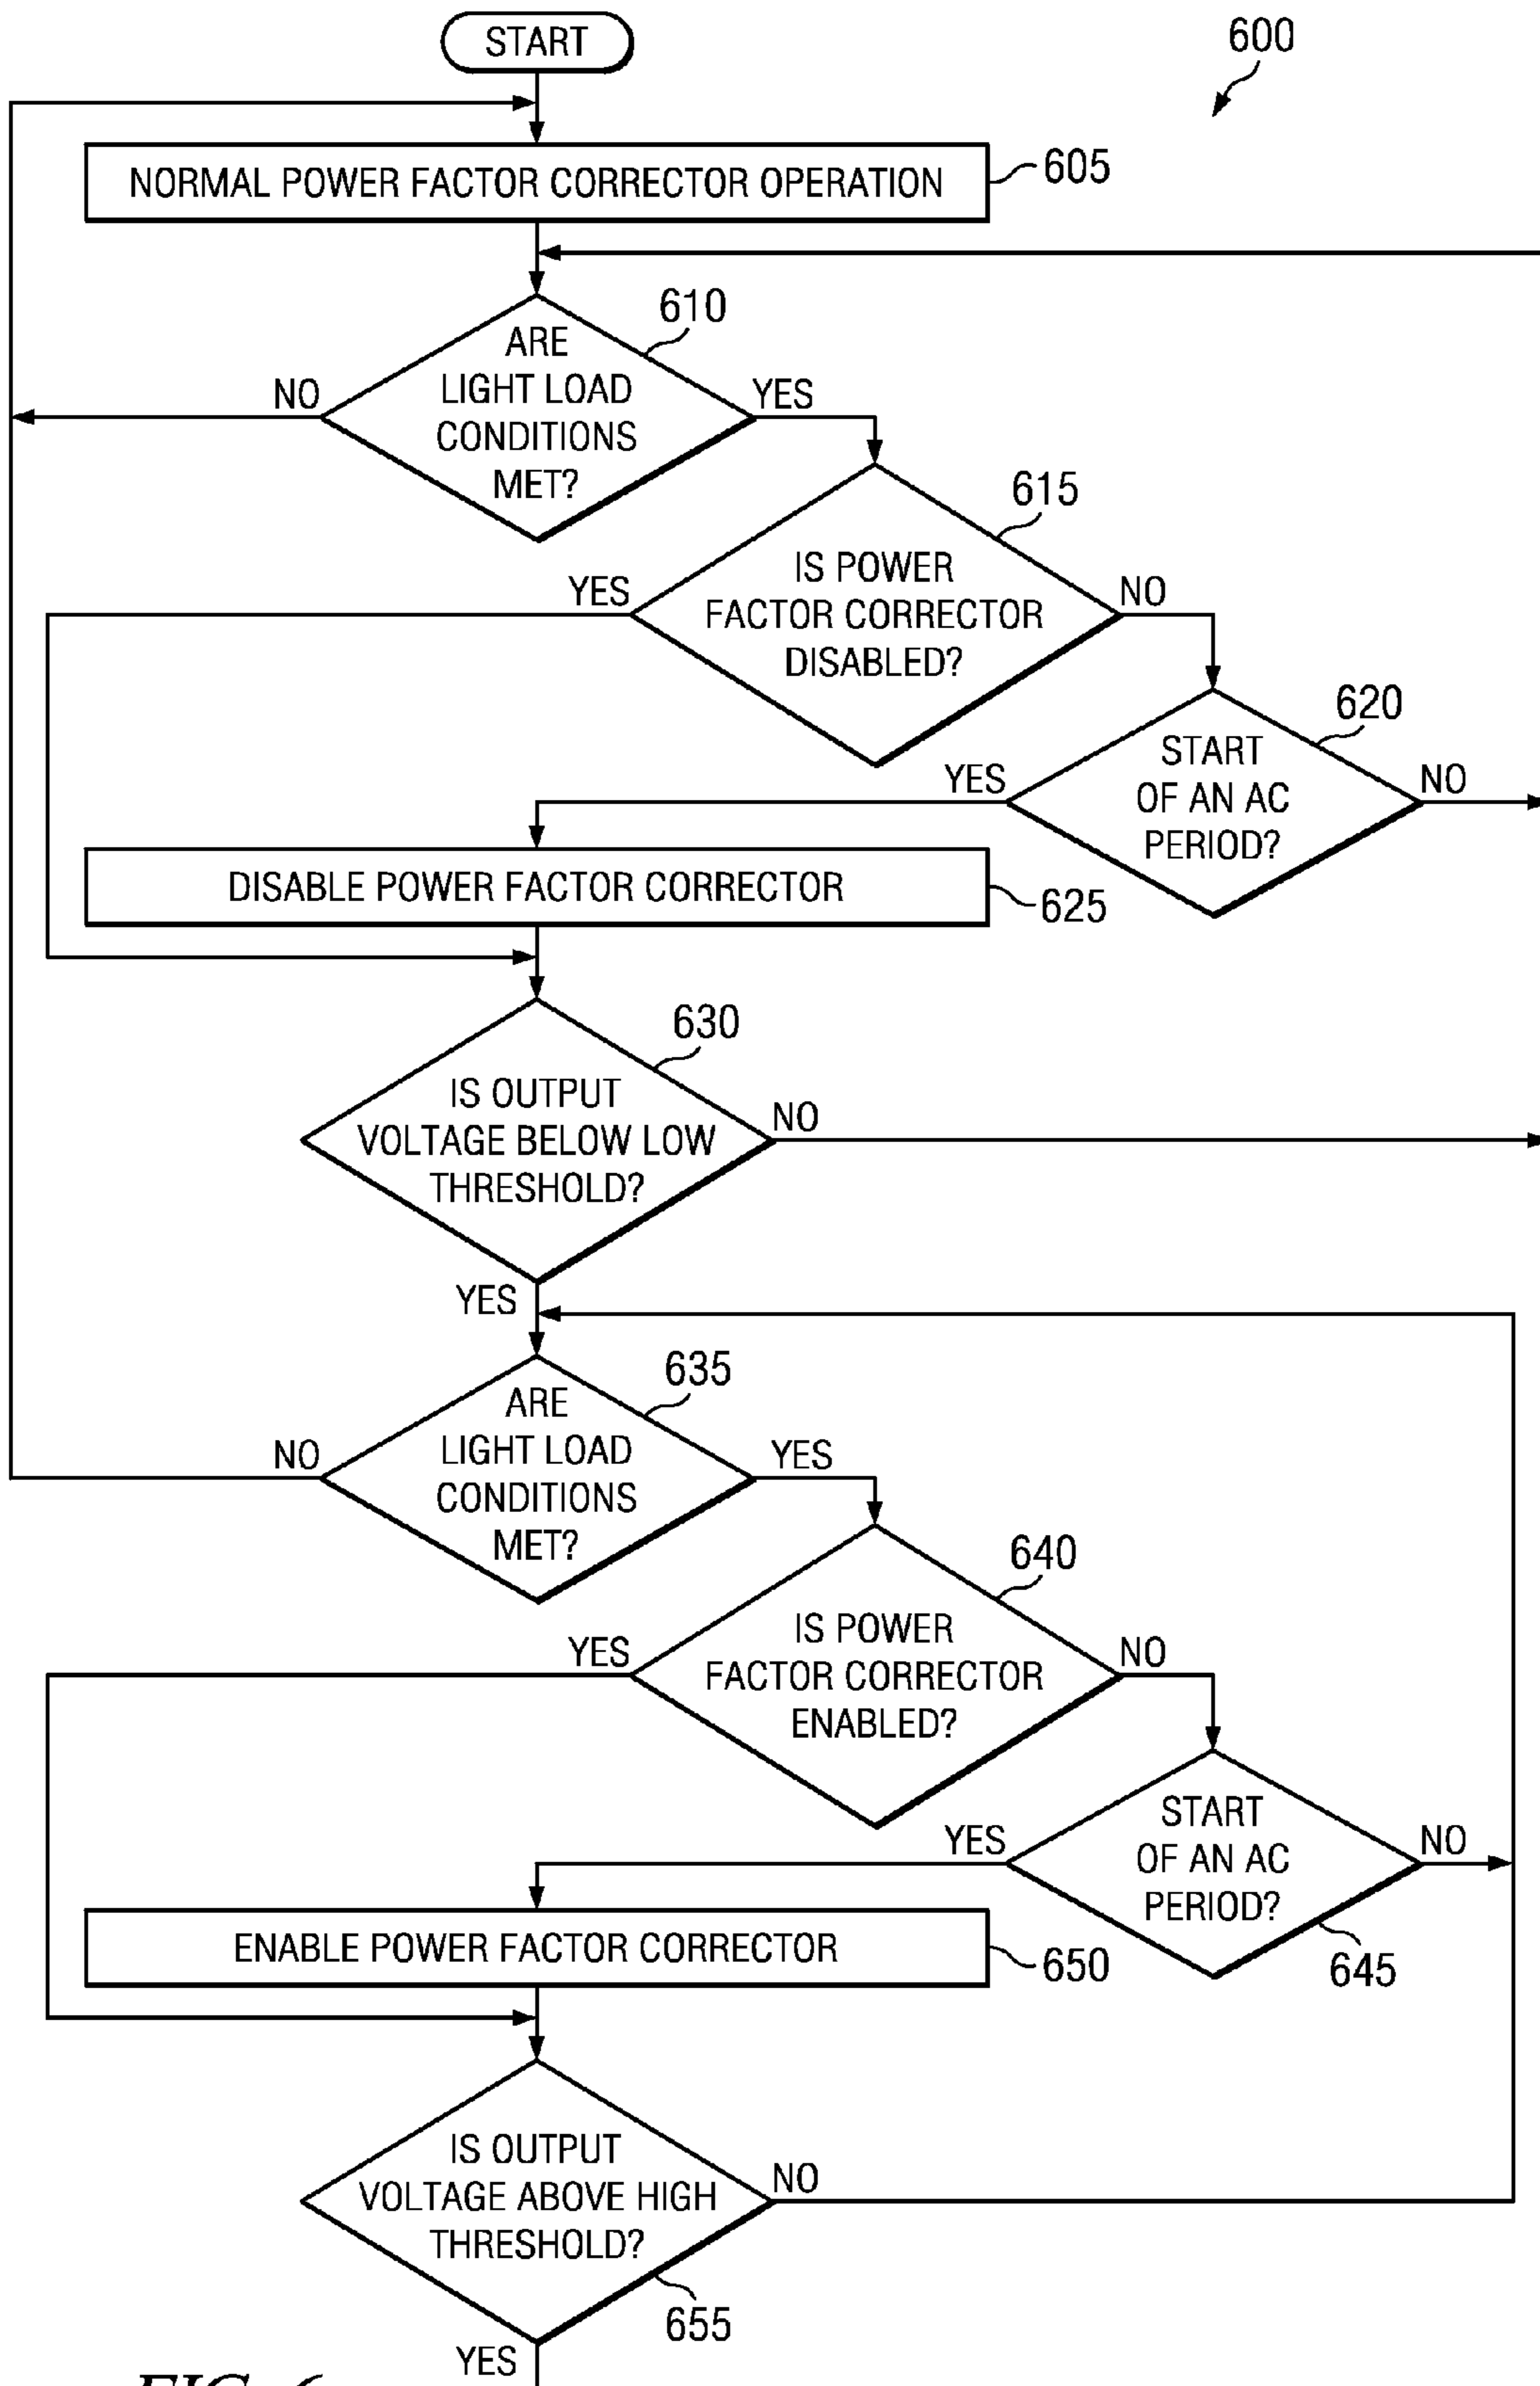 START
600
NORMAL POWER FACTOR CORRECTOR OPERATION
605
610
ARE
LIGHT LOAD
CONDITIONS
MET?
NO
YES
615
IS POWER
FACTOR CORRECTOR
DISABLED?
YES
NO
620
START
OF AN AC
PERIOD?
YES
NO
DISABLE POWER FACTOR CORRECTOR
625
630
IS OUTPUT
VOLTAGE BELOW LOW
THRESHOLD?
NO
YES
635
ARE
LIGHT LOAD
CONDITIONS
MET?
NO
YES
640
IS POWER
FACTOR CORRECTOR
ENABLED?
YES
NO
START
OF AN AC
PERIOD?
YES
NO
645
ENABLE POWER FACTOR CORRECTOR
650
IS OUTPUT
VOLTAGE ABOVE HIGH
THRESHOLD?
NO
655
YES
FIG. 6